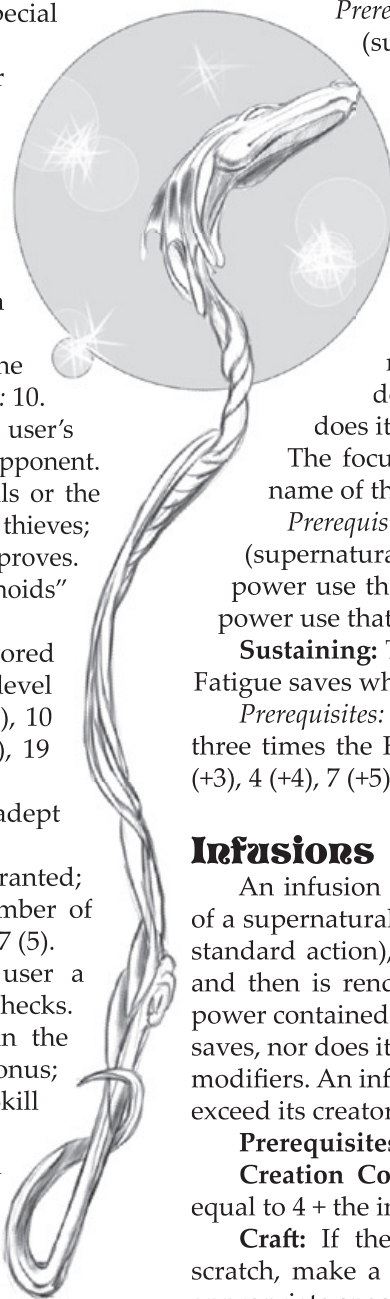 pecial
r
n
he
: 10.
user's
pponent.
ls or the
thieves;
proves.
noids"
ored
level
), 10
), 19
adept
ranted;
mber of
7 (5).
user a
hecks.
n the
onus;
kill
Prere
(su
d
does it
The focu
name of th
Prerequis
(supernatura
power use th
power use that
Sustaining: T
Fatigue saves wh
Prerequisites:
three times the H
(+3), 4 (+4), 7 (+5)
Infusions
An infusion
of a supernatural
standard action),
and then is rend
power contained
saves, nor does it
modifiers. An inf
exceed its creator
Prerequisites
Creation Co
equal to 4 + the in
Craft: If the
scratch, make a